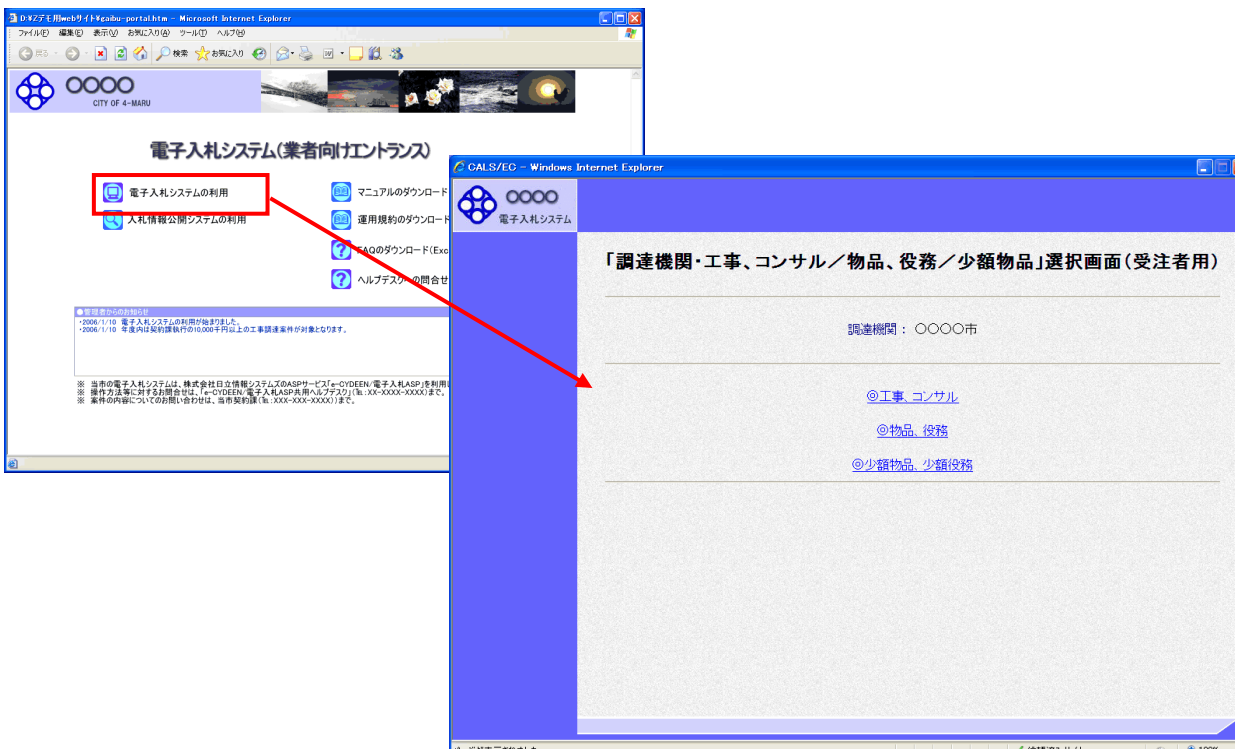 D:¥2デモ用webサイト¥gaibu-portal.htm - Microsoft Internet Explorer
ファイル(F) 編集(E) 表示(V) お気に入り(A) ツール(T) ヘルプ(H)
戻る 検索 お気に入り
〇〇〇〇
CITY OF 4-MARU
電子入札システム(業者向けエントランス)
電子入札システムの利用
マニュアルのダウンロード
入札情報公開システムの利用
運用規約のダウンロード
FAQのダウンロード(Exc
ヘルプデスクへの問合せ
●管理者からのお知らせ
・2006/1/10 電子入札システムの利用が始まりました。
・2006/1/10 年度内は契約課執行の10,000千円以上の工事調達案件が対象となります。
※ 当市の電子入札システムは、株式会社日立情報システムズのASPサービス「e-CYDEEN/電子入札ASP」を利用し
※ 操作方法等に対するお問合せは、「e-CYDEEN/電子入札ASP共用ヘルプデスク」(℡:XX-XXXX-XXXX)まで。
※ 案件の内容についてのお問い合わせは、当市契約課(℡:XXX-XXX-XXXX))まで。
CALS/EC - Windows Internet Explorer
〇〇〇〇
電子入札システム
「調達機関・工事、コンサル/物品、役務/少額物品」選択画面(受注者用)
調達機関: 〇〇〇〇市
◎工事、コンサル
◎物品、役務
◎少額物品、少額役務
100%